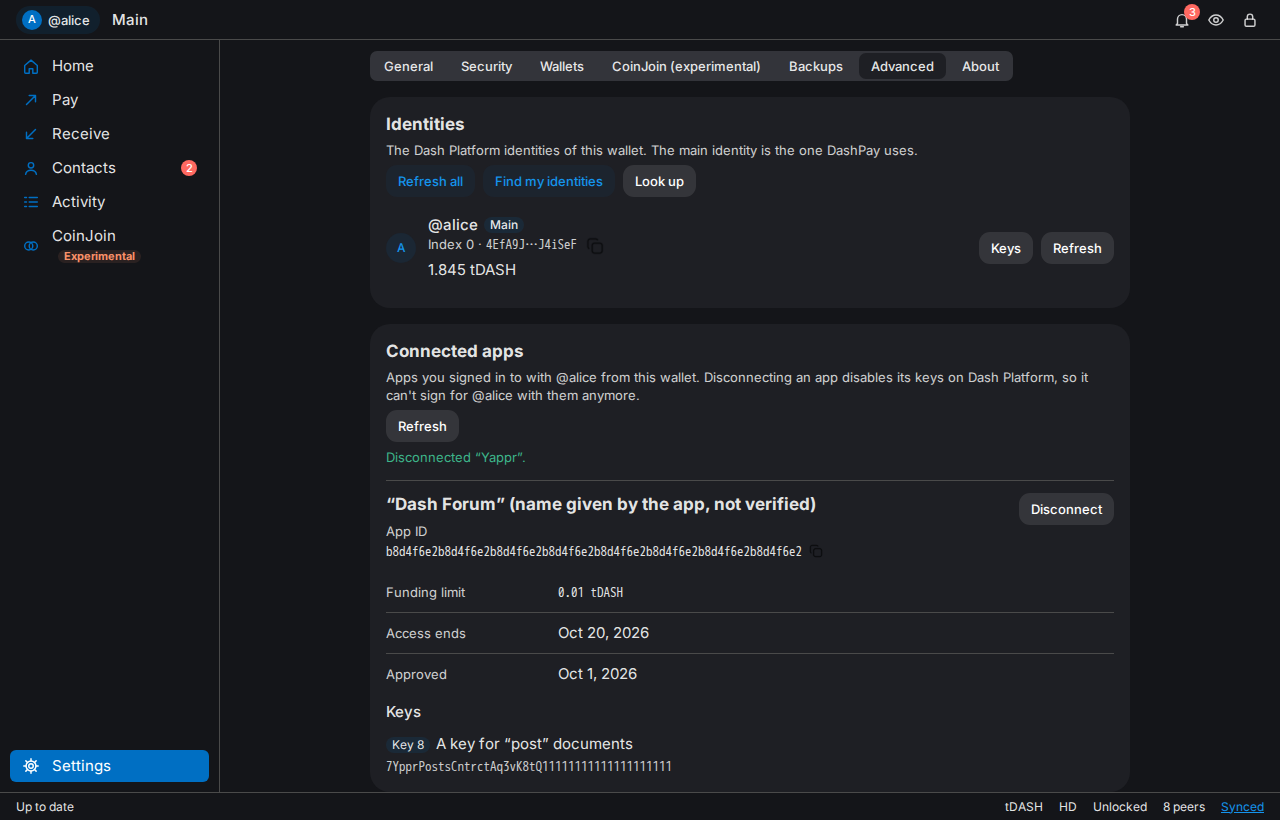 A @alice Main
3
Home
Pay
Receive
Contacts 2
Activity
CoinJoin
Experimental
Settings
General Security Wallets CoinJoin (experimental) Backups Advanced About
Identities
The Dash Platform identities of this wallet. The main identity is the one DashPay uses.
Refresh all Find my identities Look up
A
@alice Main
Index 0 · 4EfA9J···J4iSeF
1.845 tDASH
Keys Refresh
Connected apps
Apps you signed in to with @alice from this wallet. Disconnecting an app disables its keys on Dash Platform, so it
can't sign for @alice with them anymore.
Refresh
Disconnected “Yappr”.
“Dash Forum” (name given by the app, not verified)
Disconnect
App ID
b8d4f6e2b8d4f6e2b8d4f6e2b8d4f6e2b8d4f6e2b8d4f6e2b8d4f6e2b8d4f6e2
Funding limit 0.01 tDASH
Access ends Oct 20, 2026
Approved Oct 1, 2026
Keys
Key 8 A key for “post” documents
7YpprPostsCntrctAq3vK8tQ11111111111111111111
Up to date
tDASH HD Unlocked 8 peers Synced